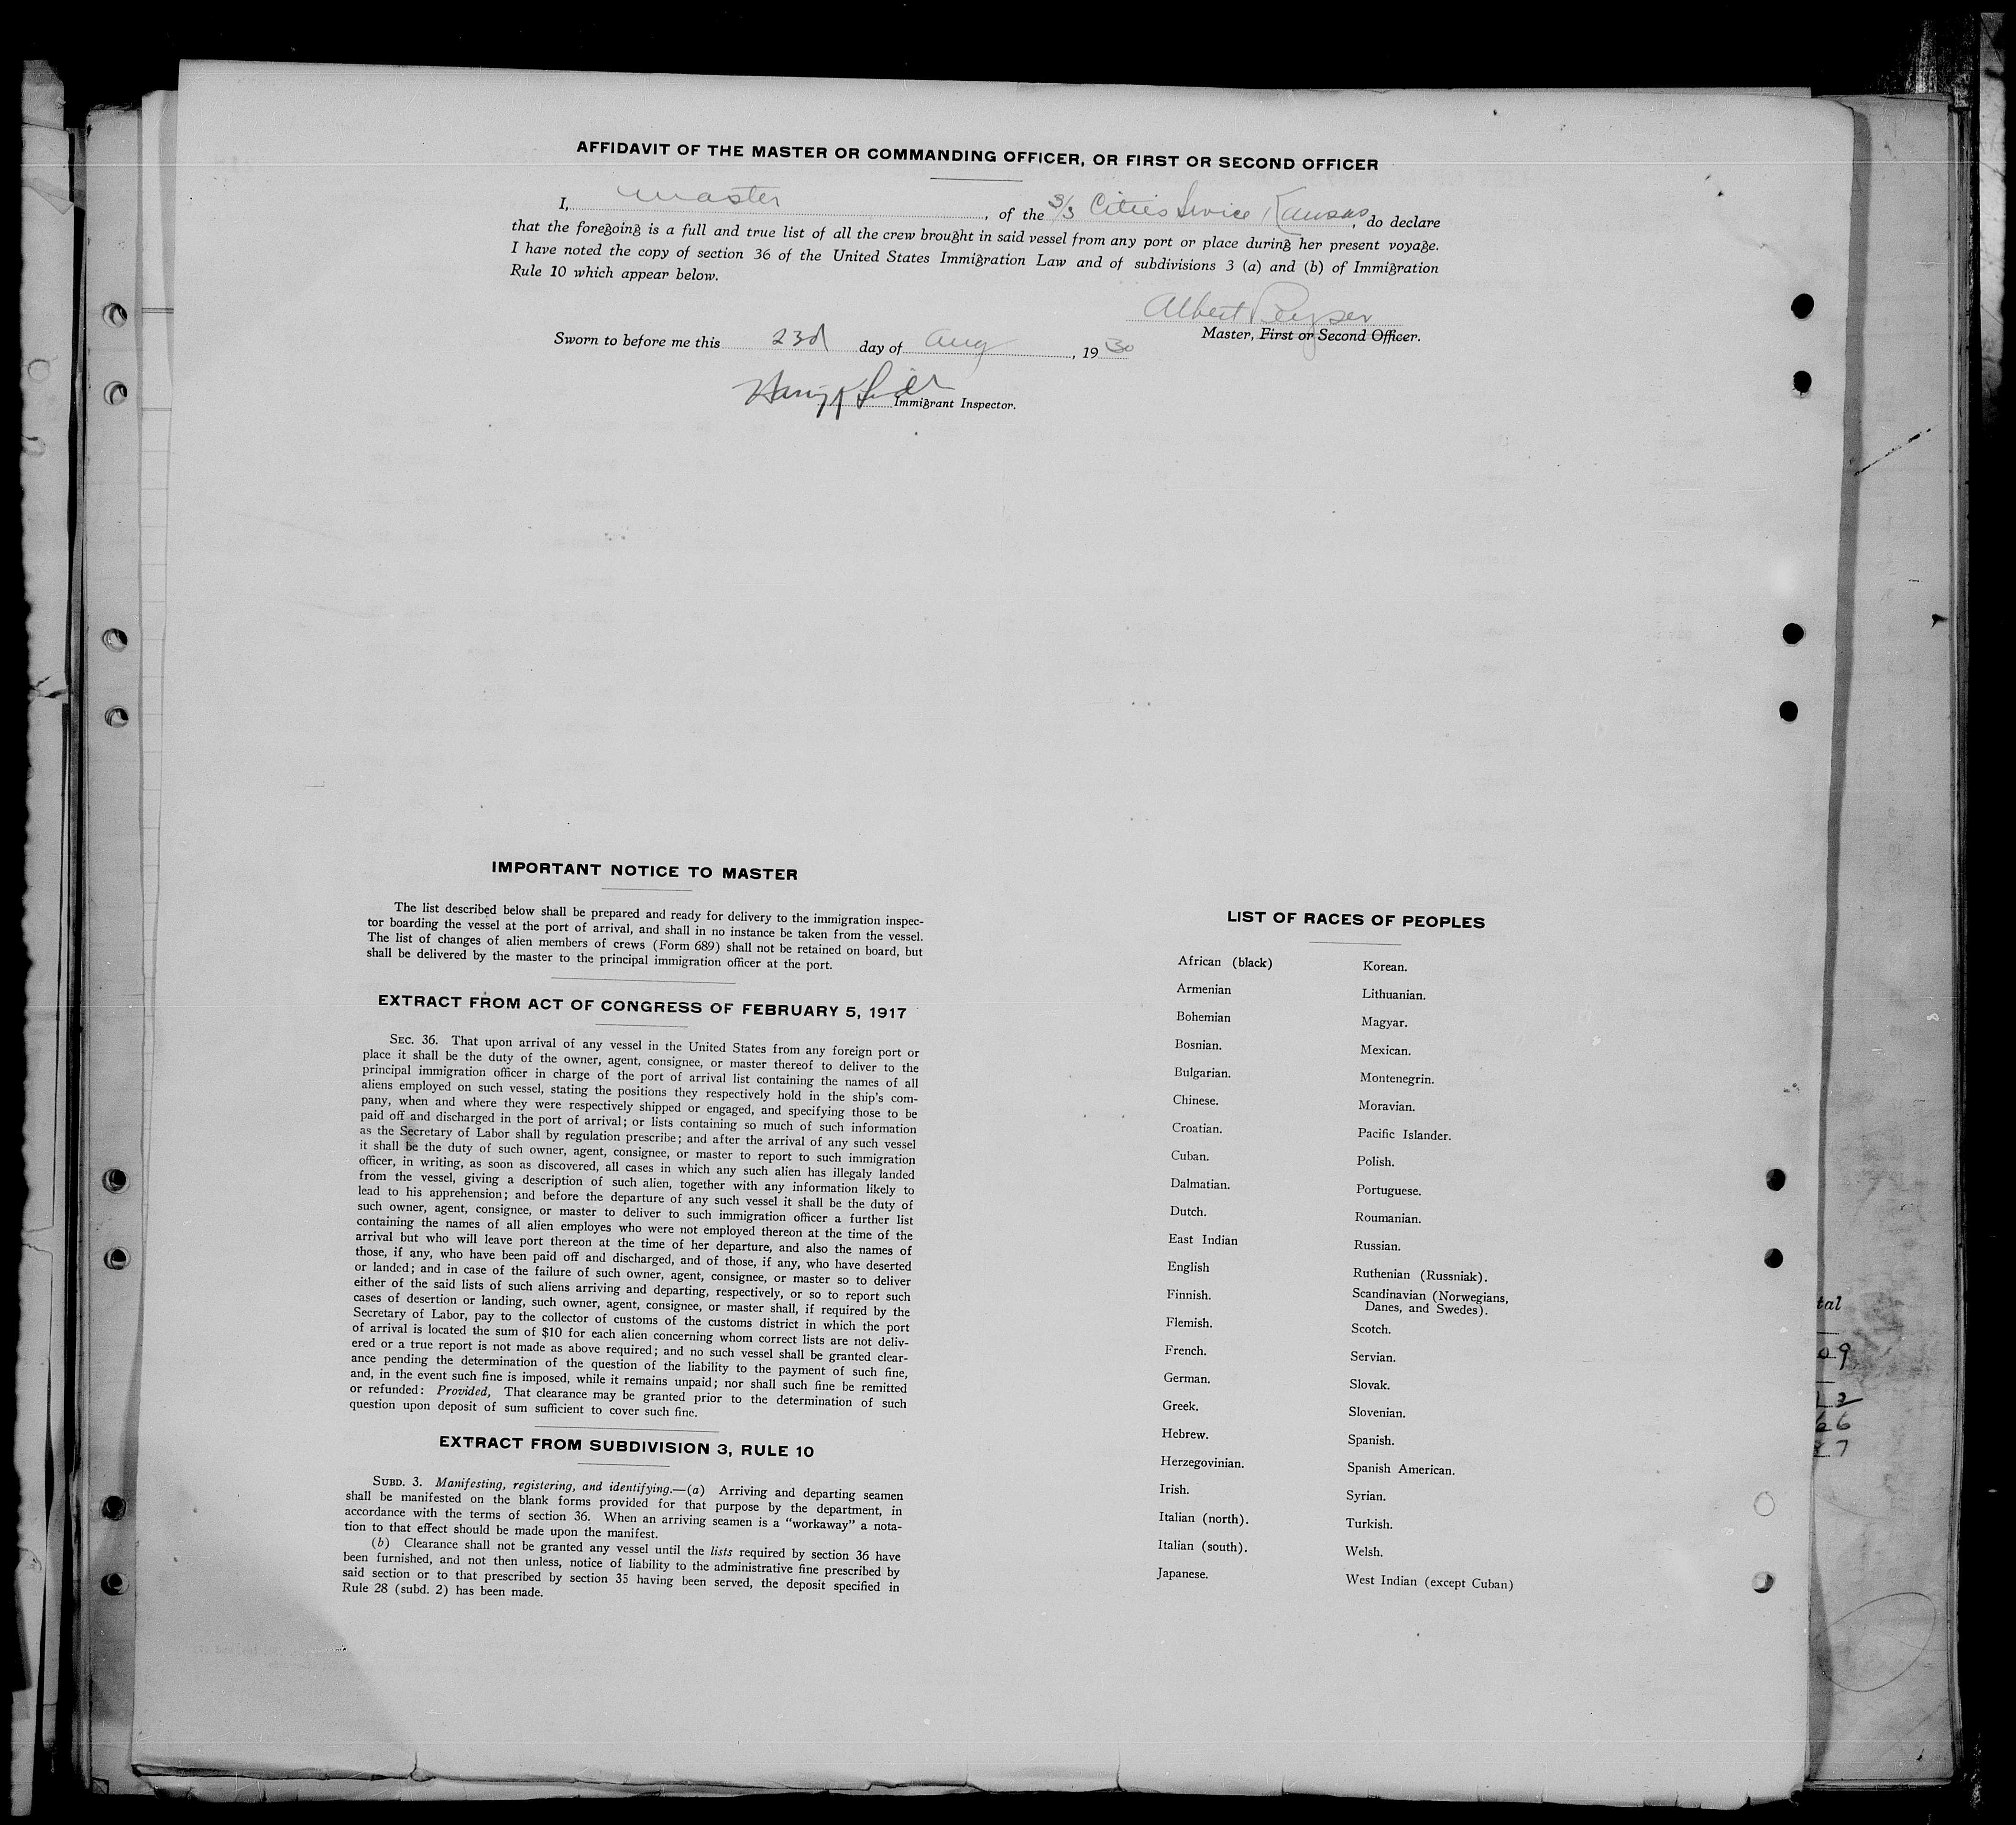 AFFIDAVIT OF THE MASTER OR COMMANDING OFFICER, OR FIRST OR SECOND OFFICER
I, master, of the S/S Cities Service Kansas, do declare
that the foregoing is a full and true list of all the crew brought in said vessel from any port or place during her present voyage.
I have noted the copy of section 36 of the United States Immigration Law and of subdivisions 3 (a) and (b) of Immigration
Rule 10 which appear below.
Albert
Master, First or Second Officer.
Sworn to before me this 23d day of Aug, 1930
Immigrant Inspector.
IMPORTANT NOTICE TO MASTER
The list described below shall be prepared and ready for delivery to the immigration inspec-
tor boarding the vessel at the port of arrival, and shall in no instance be taken from the vessel.
The list of changes of alien members of crews (Form 689) shall not be retained on board, but
shall be delivered by the master to the principal immigration officer at the port.
EXTRACT FROM ACT OF CONGRESS OF FEBRUARY 5, 1917
SEC. 36. That upon arrival of any vessel in the United States from any foreign port or
place it shall be the duty of the owner, agent, consignee, or master thereof to deliver to the
principal immigration officer in charge of the port of arrival list containing the names of all
aliens employed on such vessel, stating the positions they respectively hold in the ship's com-
pany, when and where they were respectively shipped or engaged, and specifying those to be
paid off and discharged in the port of arrival; or lists containing so much of such information
as the Secretary of Labor shall by regulation prescribe; and after the arrival of any such vessel
it shall be the duty of such owner, agent, consignee, or master to report to such immigration
officer, in writing, as soon as discovered, all cases in which any such alien has illegaly landed
from the vessel, giving a description of such alien, together with any information likely to
lead to his apprehension; and before the departure of any such vessel it shall be the duty of
such owner, agent, consignee, or master to deliver to such immigration officer a further list
containing the names of all alien employes who were not employed thereon at the time of the
arrival but who will leave port thereon at the time of her departure, and also the names of
those, if any, who have been paid off and discharged, and of those, if any, who have deserted
or landed; and in case of the failure of such owner, agent, consignee, or master so to deliver
either of the said lists of such aliens arriving and departing, respectively, or so to report such
cases of desertion or landing, such owner, agent, consignee, or master shall, if required by the
Secretary of Labor, pay to the collector of customs of the customs district in which the port
of arrival is located the sum of $10 for each alien concerning whom correct lists are not deliv-
ered or a true report is not made as above required; and no such vessel shall be granted clear-
ance pending the determination of the question of the liability to the payment of such fine,
and, in the event such fine is imposed, while it remains unpaid; nor shall such fine be remitted
or refunded: Provided, That clearance may be granted prior to the determination of such
question upon deposit of sum sufficient to cover such fine.
EXTRACT FROM SUBDIVISION 3, RULE 10
SUBD. 3. Manifesting, registering, and identifying.—(a) Arriving and departing seamen
shall be manifested on the blank forms provided for that purpose by the department, in
accordance with the terms of section 36. When an arriving seamen is a "workaway" a nota-
tion to that effect should be made upon the manifest.
(b) Clearance shall not be granted any vessel until the lists required by section 36 have
been furnished, and not then unless, notice of liability to the administrative fine prescribed by
said section or to that prescribed by section 35 having been served, the deposit specified in
Rule 28 (subd. 2) has been made.
LIST OF RACES OF PEOPLES
African (black)
Armenian
Bohemian
Bosnian.
Bulgarian.
Chinese.
Croatian.
Cuban.
Dalmatian.
Dutch.
East Indian
English
Finnish.
Flemish.
French.
German.
Greek.
Hebrew.
Herzegovinian.
Irish.
Italian (north).
Italian (south).
Japanese.
Korean.
Lithuanian.
Magyar.
Mexican.
Montenegrin.
Moravian.
Pacific Islander.
Polish.
Portuguese.
Roumanian.
Russian.
Ruthenian (Russniak).
Scandinavian (Norwegians,
Danes, and Swedes).
Scotch.
Servian.
Slovak.
Slovenian.
Spanish.
Spanish American.
Syrian.
Turkish.
Welsh.
West Indian (except Cuban)